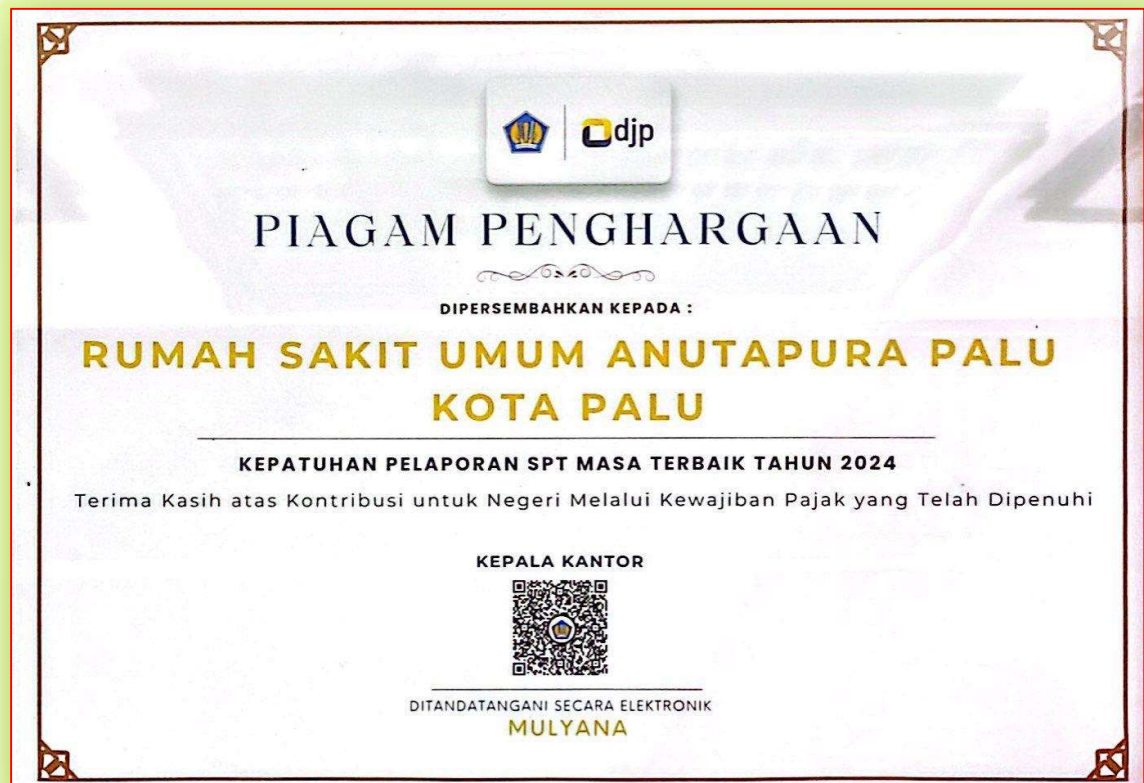 djp
PIAGAM PENGHARGAAN
DIPERSEMBAHKAN KEPADA :
RUMAH SAKIT UMUM ANUTAPURA PALU
KOTA PALU
KEPATUHAN PELAPORAN SPT MASA TERBAIK TAHUN 2024
Terima Kasih atas Kontribusi untuk Negeri Melalui Kewajiban Pajak yang Telah Dipenuhi
KEPALA KANTOR
DITANDATANGANI SECARA ELEKTRONIK
MULYANA